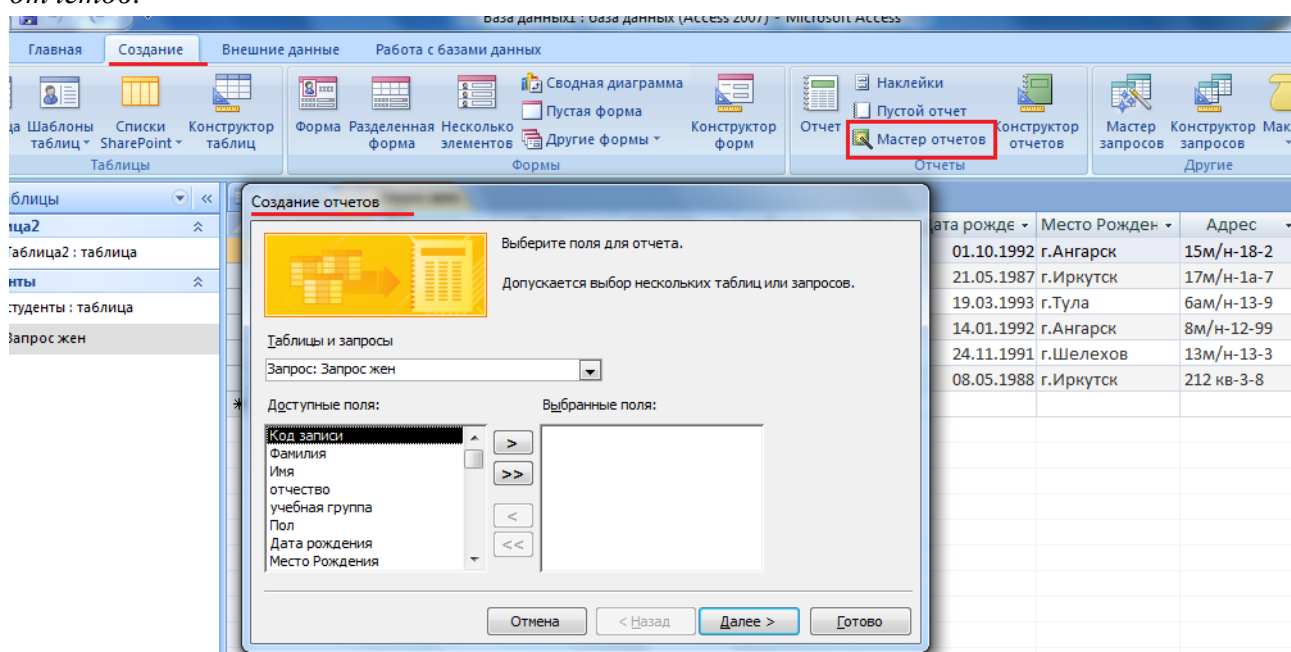 отчетов.
База данных1 : база данных (Access 2007) - Microsoft Access
Главная Создание Внешние данные Работа с базами данных
Шаблоны таблиц
Списки SharePoint
Конструктор таблиц
Таблицы
Форма
Разделенная форма
Несколько элементов
Сводная диаграмма
Пустая форма
Другие формы
Конструктор форм
Формы
Отчет
Наклейки
Пустой отчет
Мастер отчетов
Конструктор отчетов
Отчеты
Мастер запросов
Конструктор запросов
Мак
Другие
блицы
ица2
Таблица2 : таблица
нты
студенты : таблица
Запрос жен
Создание отчетов
Выберите поля для отчета.
Допускается выбор нескольких таблиц или запросов.
Таблицы и запросы
Запрос: Запрос жен
Доступные поля: Выбранные поля:
Код записи
Фамилия
Имя
отчество
учебная группа
Пол
Дата рождения
Место Рождения
>
>>
<
<<
Отмена < Назад Далее > Готово
ата рожде Место Рожден Адрес
01.10.1992 г.Ангарск 15м/н-18-2
21.05.1987 г.Иркутск 17м/н-1а-7
19.03.1993 г.Тула 6ам/н-13-9
14.01.1992 г.Ангарск 8м/н-12-99
24.11.1991 г.Шелехов 13м/н-13-3
08.05.1988 г.Иркутск 212 кв-3-8